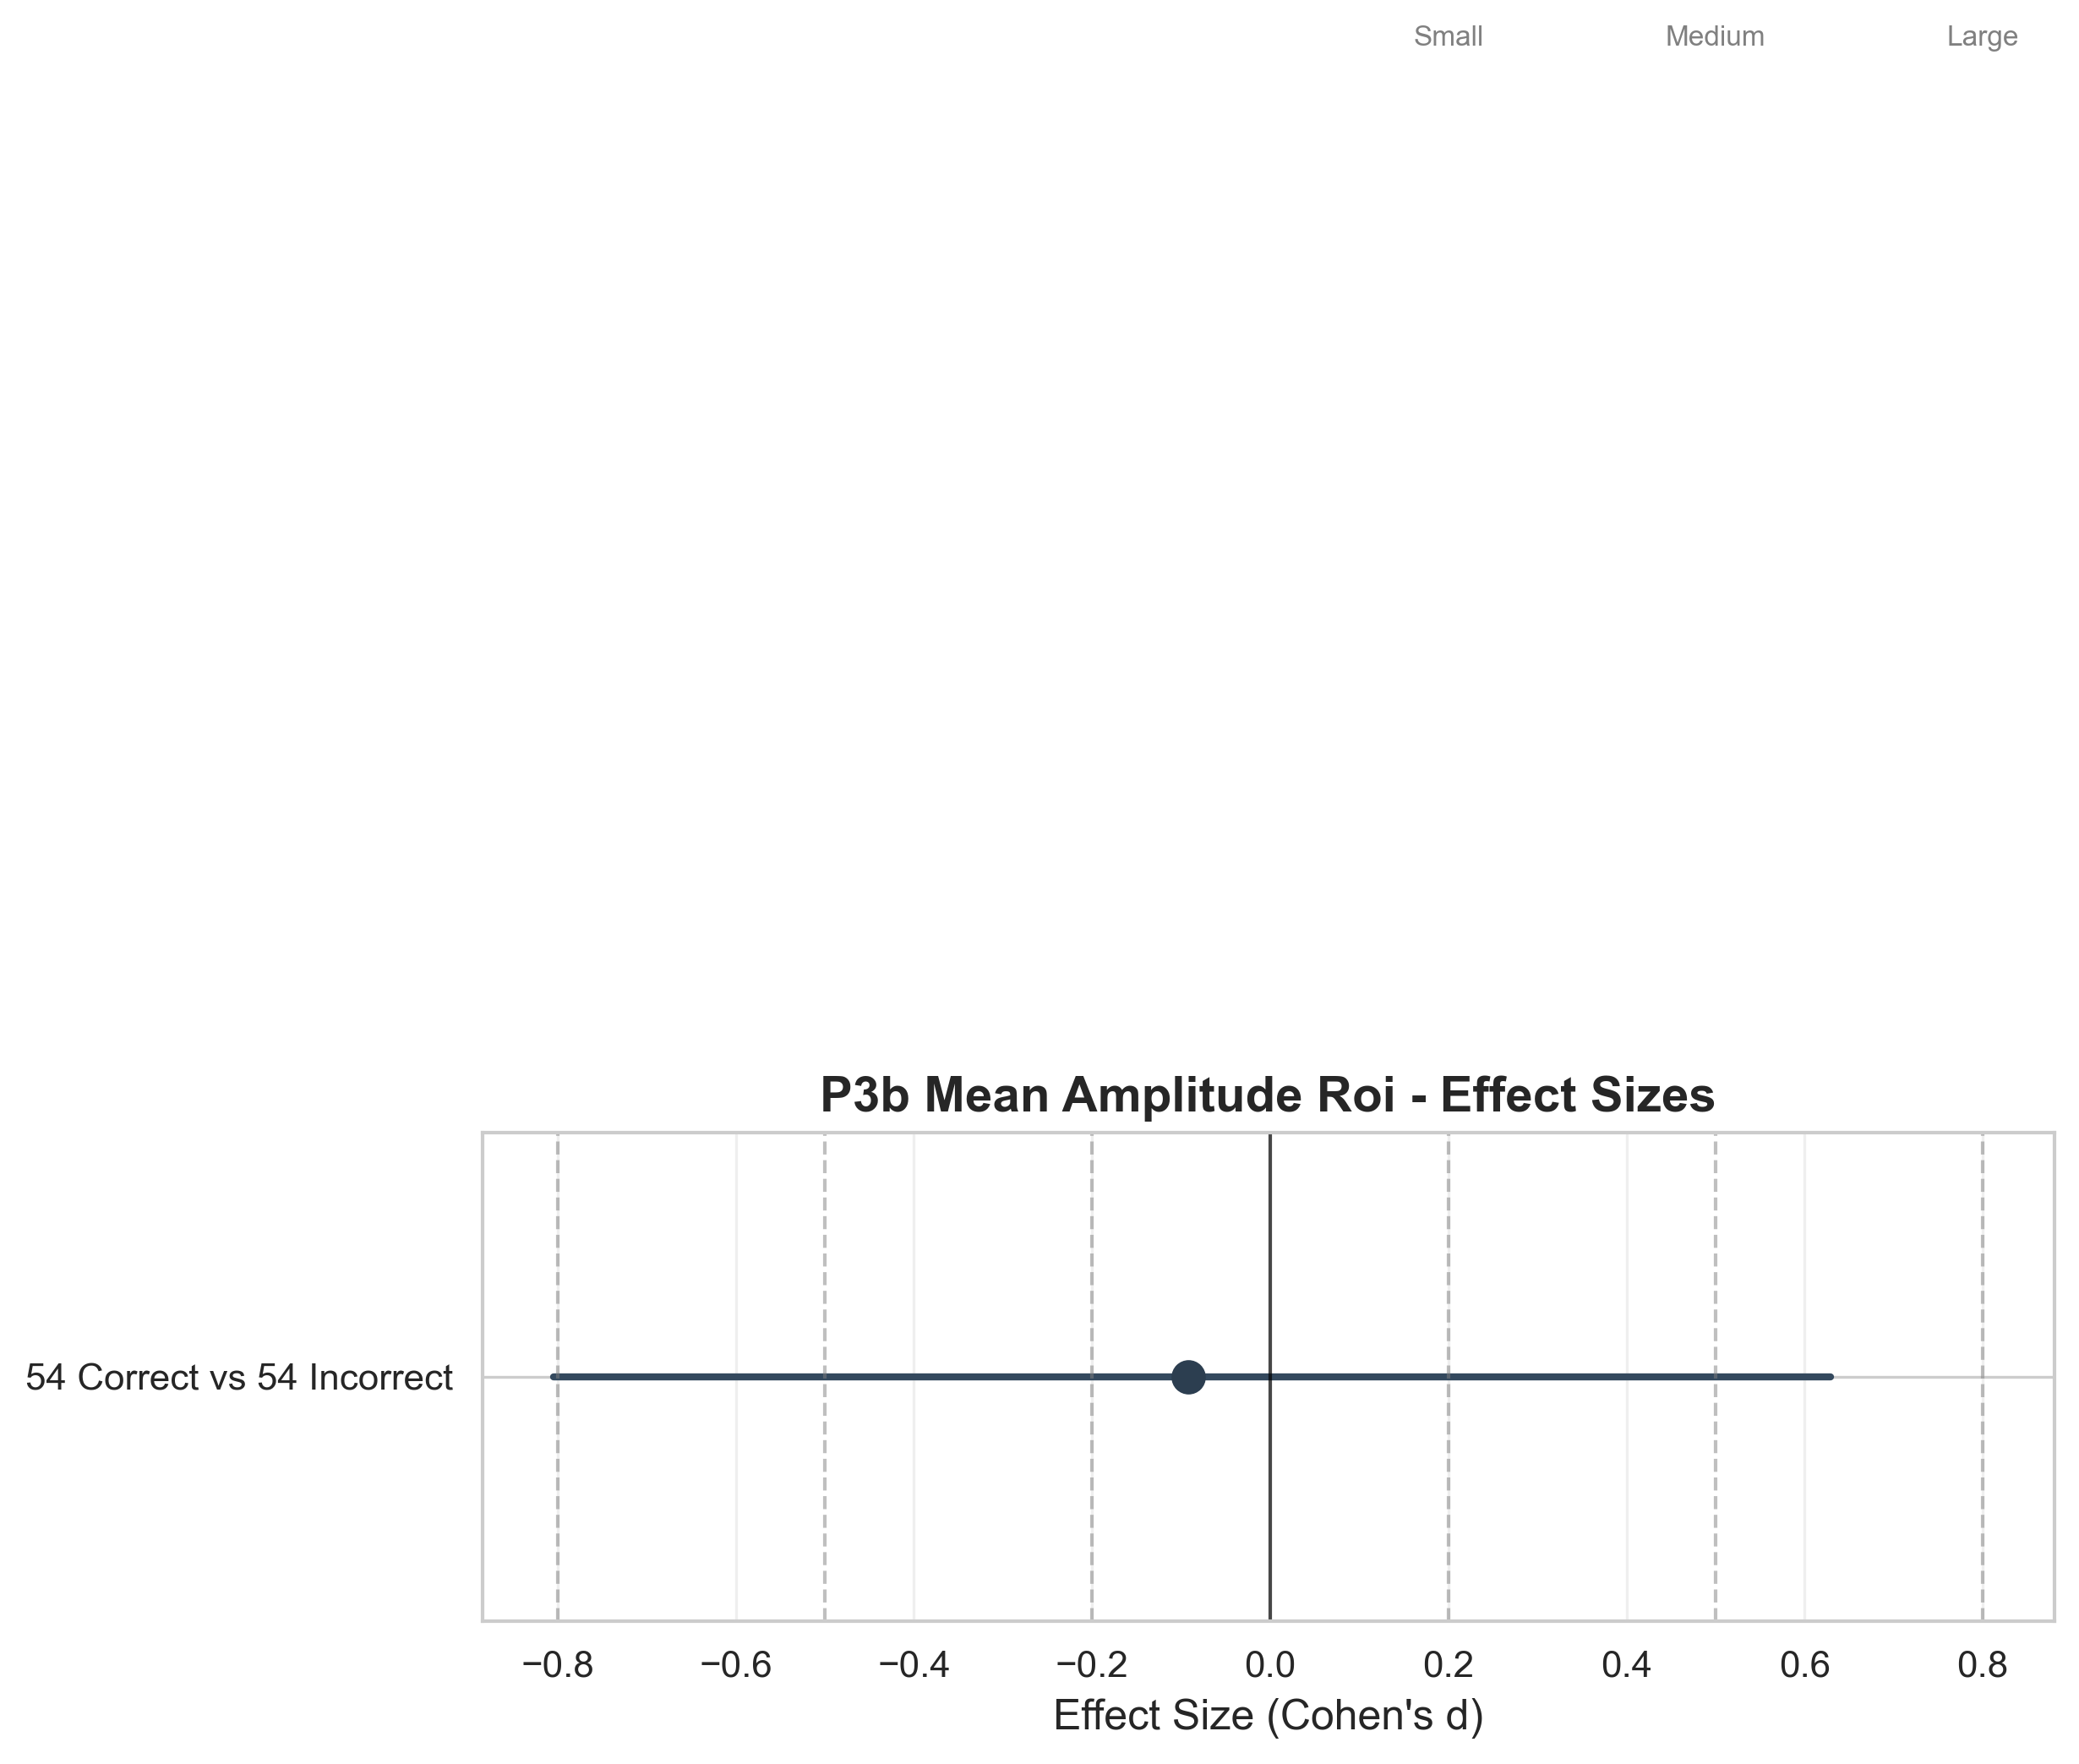 Small Medium Large
P3b Mean Amplitude Roi - Effect Sizes
54 Correct vs 54 Incorrect
−0.8 −0.6 −0.4 −0.2 0.0 0.2 0.4 0.6 0.8
Effect Size (Cohen's d)